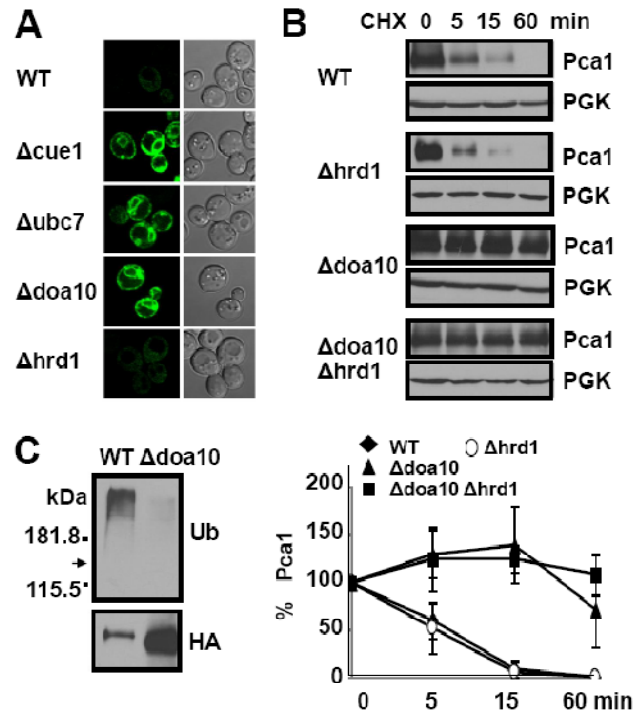 A
WT
Δcue1
Δubc7
Δdoa10
Δhrd1
B
CHX 0 5 15 60 min
WT
Pca1
PGK
Δhrd1
Pca1
PGK
Δdoa10
Pca1
PGK
Δdoa10
Δhrd1
Pca1
PGK
C
WT Δdoa10
kDa
181.8
115.5
Ub
HA
WT Δhrd1
Δdoa10
Δdoa10 Δhrd1
% Pca1
200
150
100
50
0
0 5 15 60 min